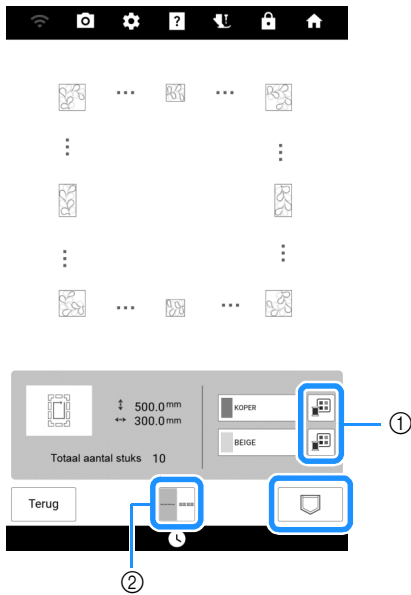 ?
500.0 mm
300.0 mm
Totaal aantal stuks 10
KOPER
BEIGE
①
Terug
②